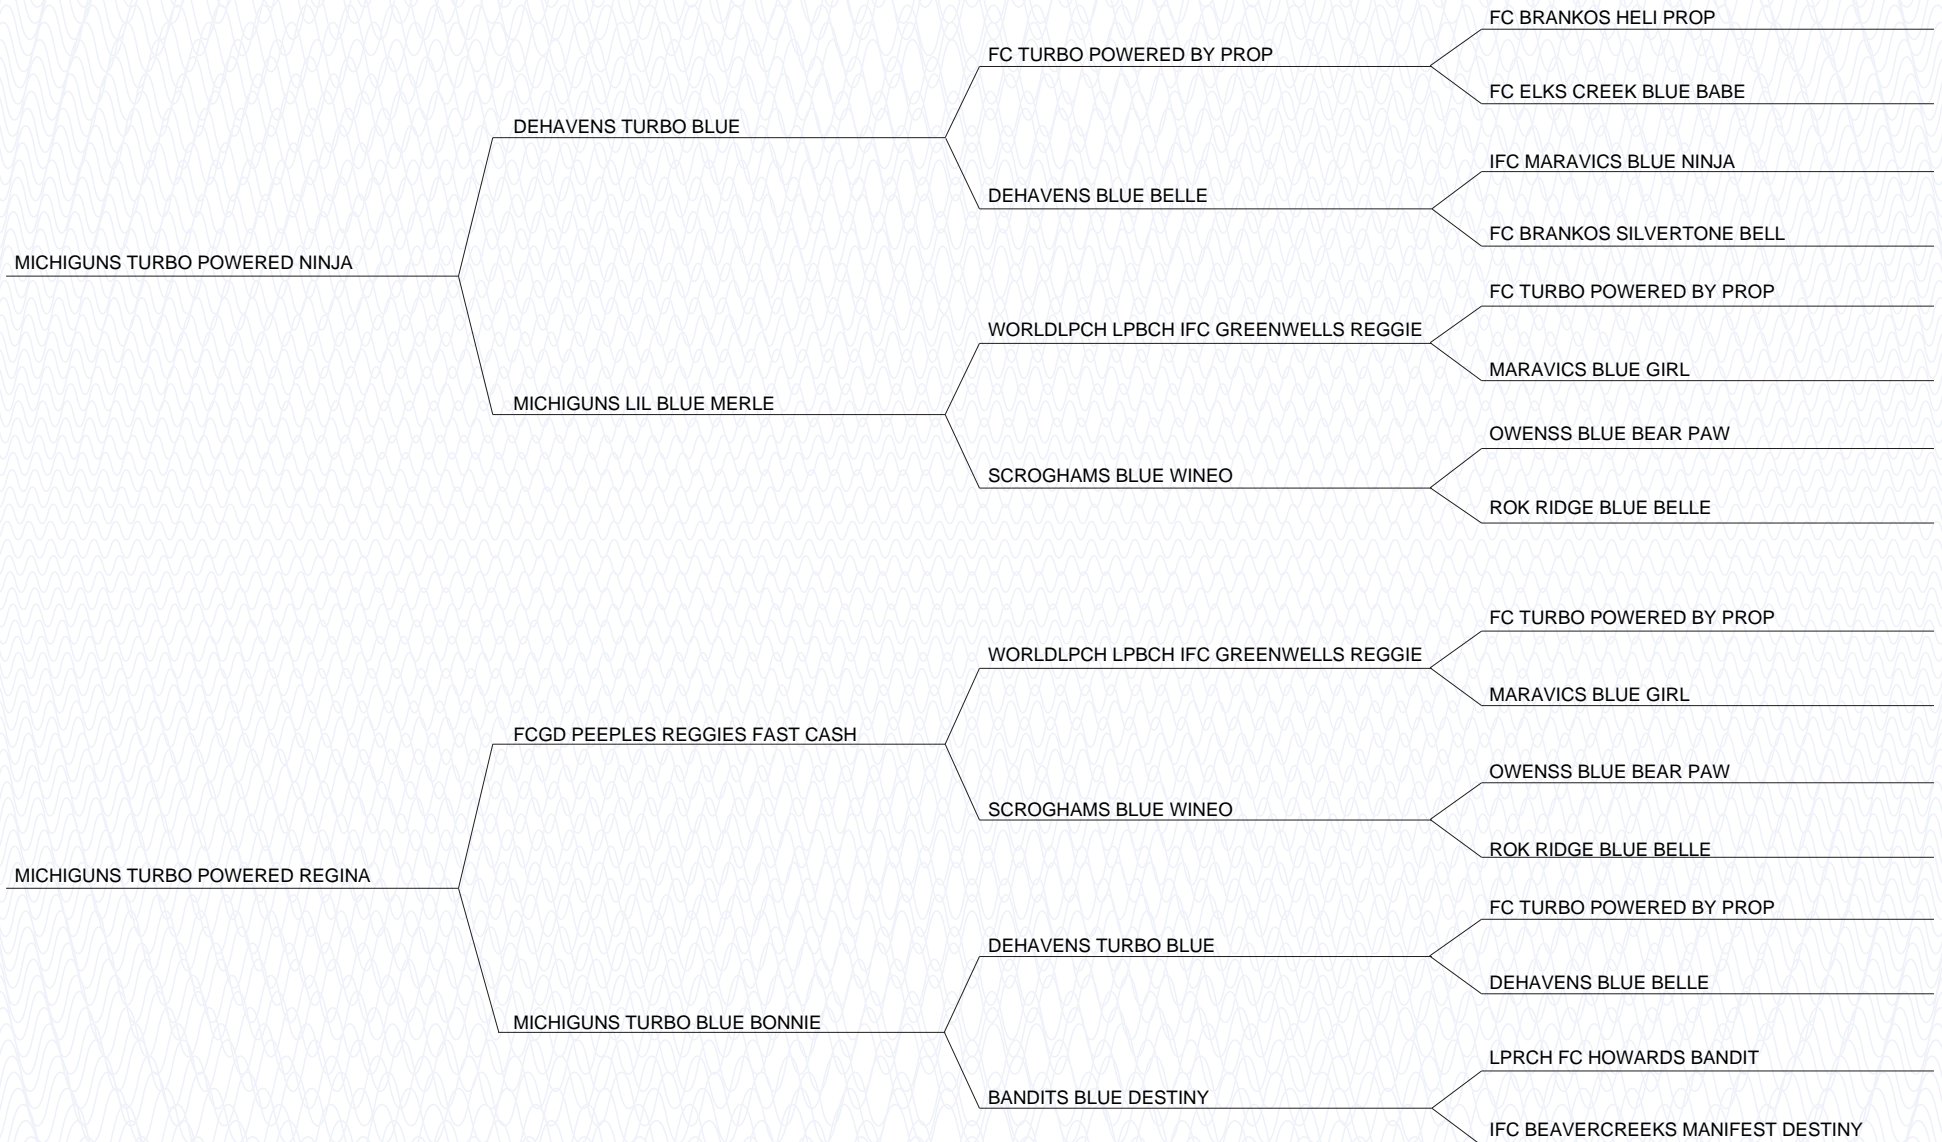 MICHIGUNS TURBO POWERED NINJA
DEHAVENS TURBO BLUE
FC TURBO POWERED BY PROP
FC BRANKOS HELI PROP
FC ELKS CREEK BLUE BABE
DEHAVENS BLUE BELLE
IFC MARAVICS BLUE NINJA
FC BRANKOS SILVERTONE BELL
MICHIGUNS LIL BLUE MERLE
WORLDLPCH LPBCH IFC GREENWELLS REGGIE
FC TURBO POWERED BY PROP
MARAVICS BLUE GIRL
SCROGHAMS BLUE WINEO
OWENSS BLUE BEAR PAW
ROK RIDGE BLUE BELLE
MICHIGUNS TURBO POWERED REGINA
FCGD PEEPLES REGGIES FAST CASH
WORLDLPCH LPBCH IFC GREENWELLS REGGIE
FC TURBO POWERED BY PROP
MARAVICS BLUE GIRL
SCROGHAMS BLUE WINEO
OWENSS BLUE BEAR PAW
ROK RIDGE BLUE BELLE
MICHIGUNS TURBO BLUE BONNIE
DEHAVENS TURBO BLUE
FC TURBO POWERED BY PROP
DEHAVENS BLUE BELLE
BANDITS BLUE DESTINY
LPRCH FC HOWARDS BANDIT
IFC BEAVERCREEKS MANIFEST DESTINY